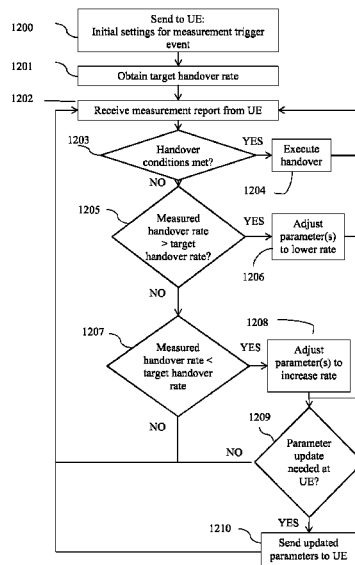 1200
Send to UE:
Initial settings for measurement trigger
event
1201
Obtain target handover rate
1202
Receive measurement report from UE
1203
Handover
conditions met?
YES
Execute
handover
1204
NO
1205
Measured
handover rate
> target handover
rate?
YES
Adjust
parameter(s)
to lower rate
1206
NO
1207
Measured
handover rate <
target handover
rate
YES
1208
Adjust
parameter(s) to
increase rate
NO
1209
NO
Parameter
update
needed at
UE?
YES
1210
Send updated
parameters to UE